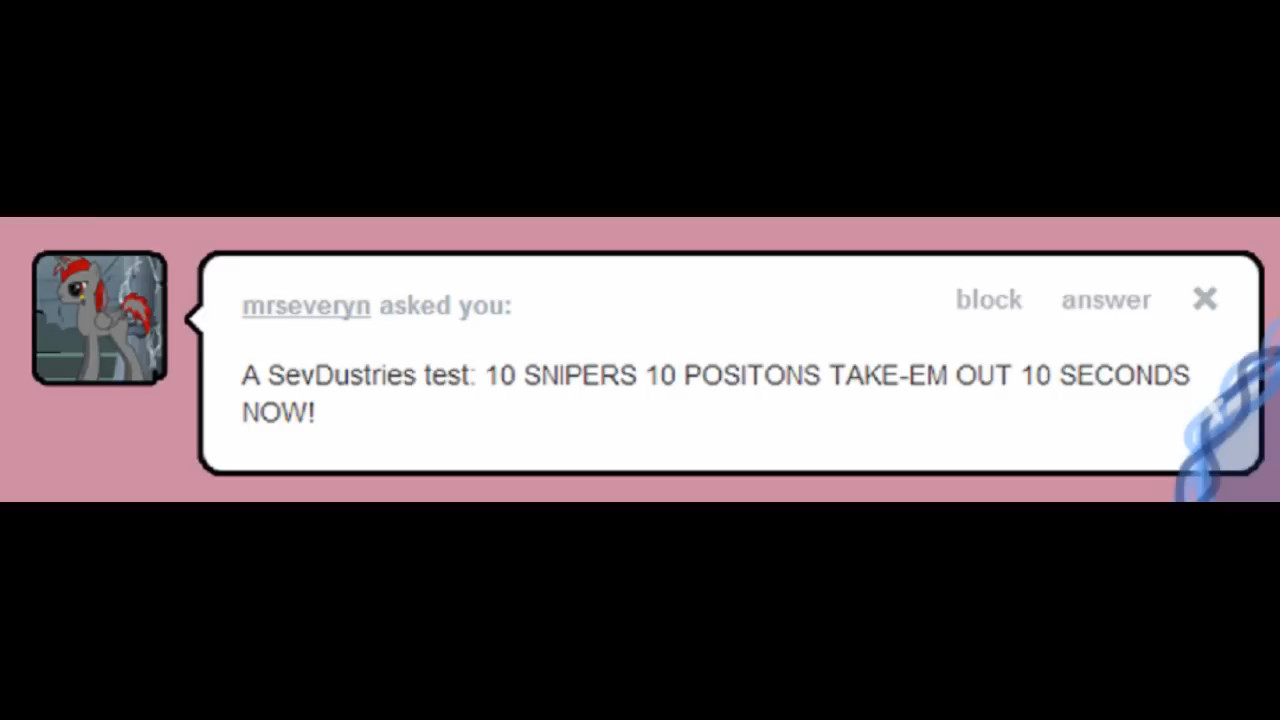 mrseveryn asked you:
block answer
A SevDustries test: 10 SNIPERS 10 POSITONS TAKE-EM OUT 10 SECONDS
NOW!